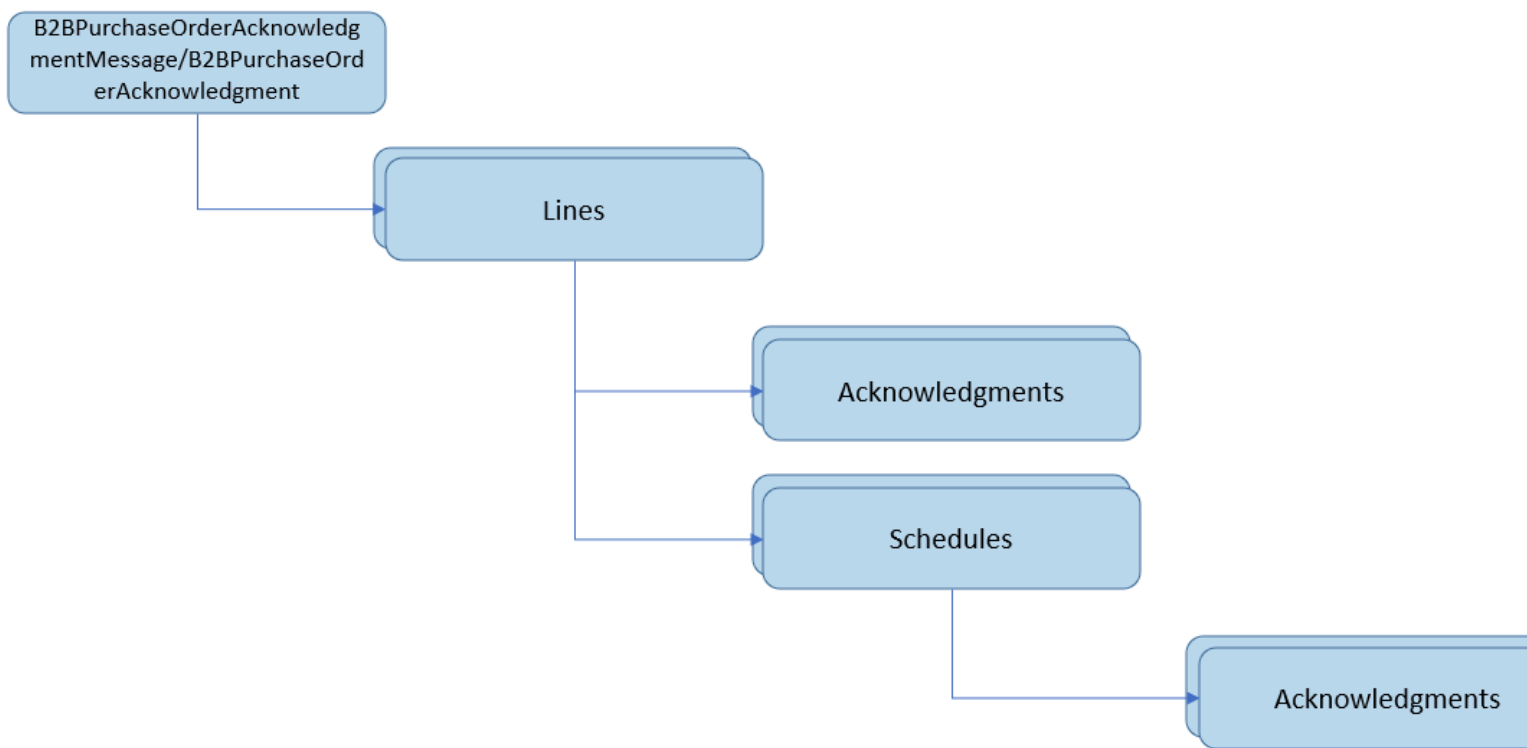 B2BPurchaseOrderAcknowledg
mentMessage/B2BPurchaseOrd
erAcknowledgment
Lines
Acknowledgments
Schedules
Acknowledgments